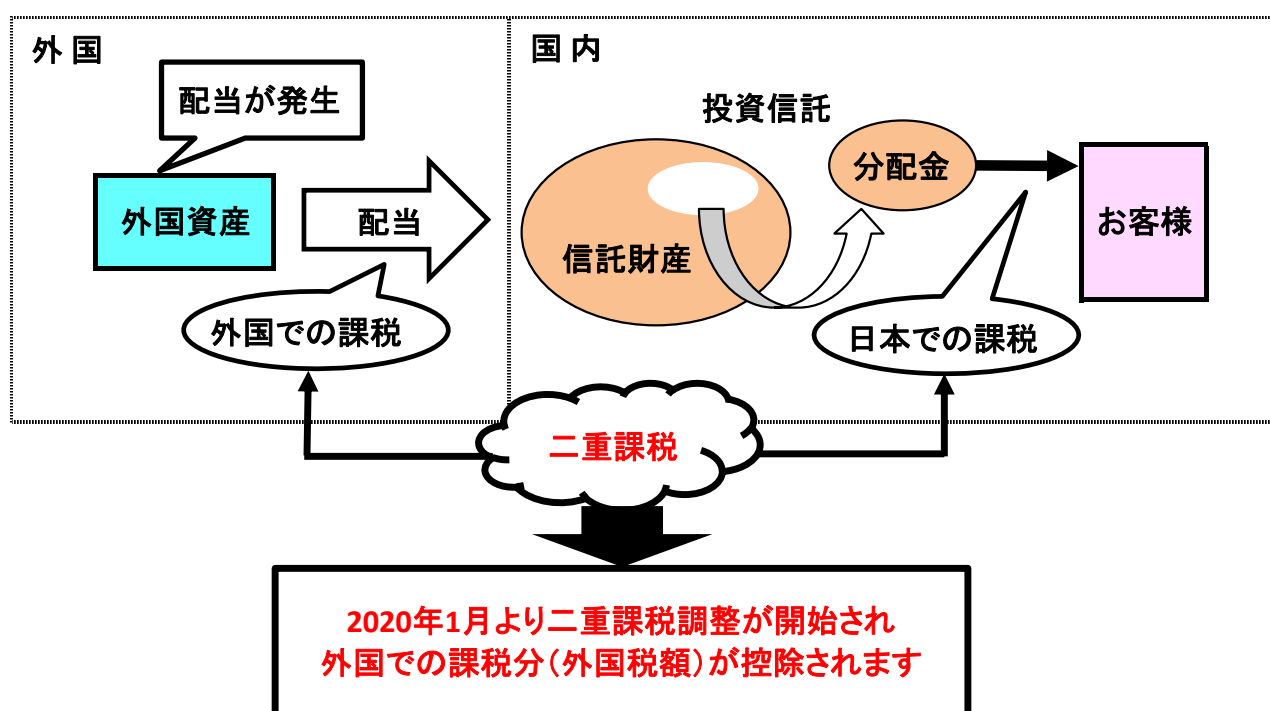 外 国
国 内
配当が発生
投資信託
分配金
外国資産
配当
信託財産
お客様
外国での課税
日本での課税
二重課税
2020年1月より二重課税調整が開始され
外国での課税分（外国税額）が控除されます